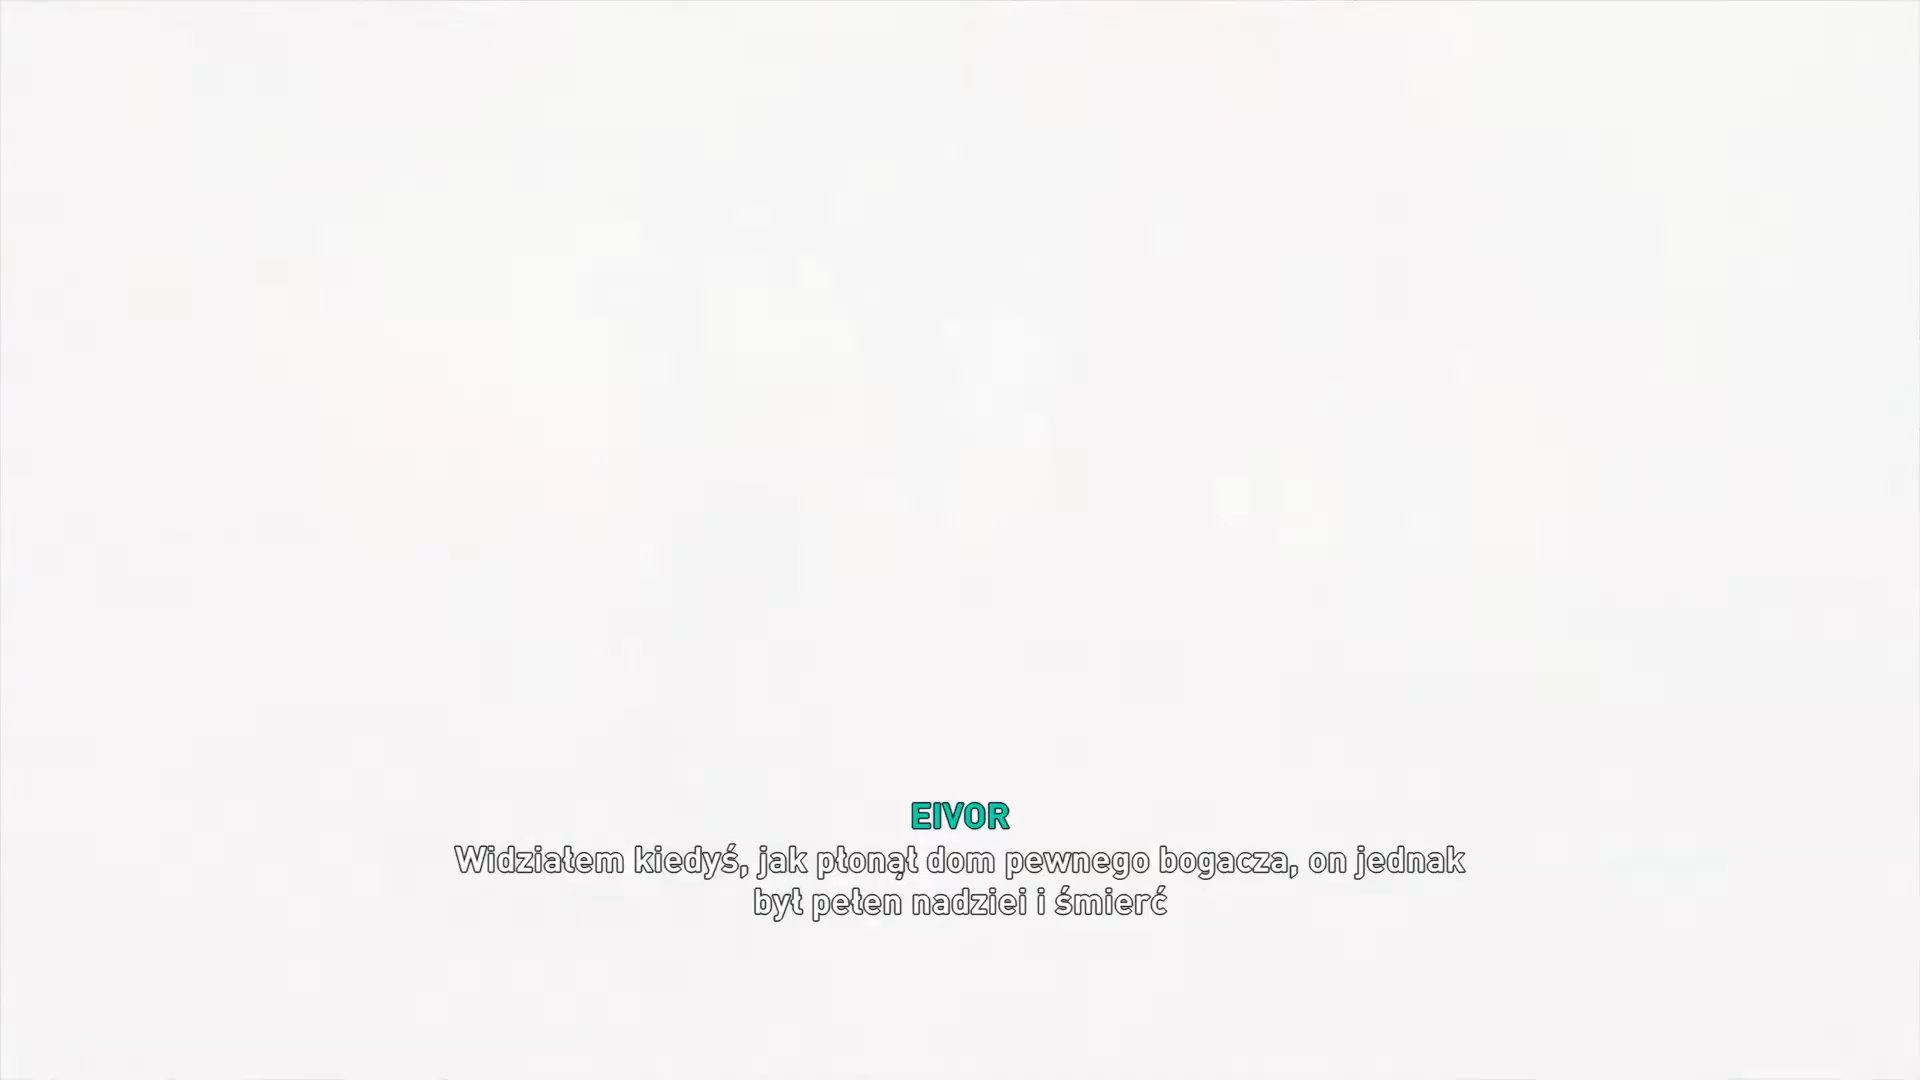 EIVOR
Widziałem kiedyś, jak płonął dom pewnego bogacza, on jednak
był pełen nadziei i śmierć